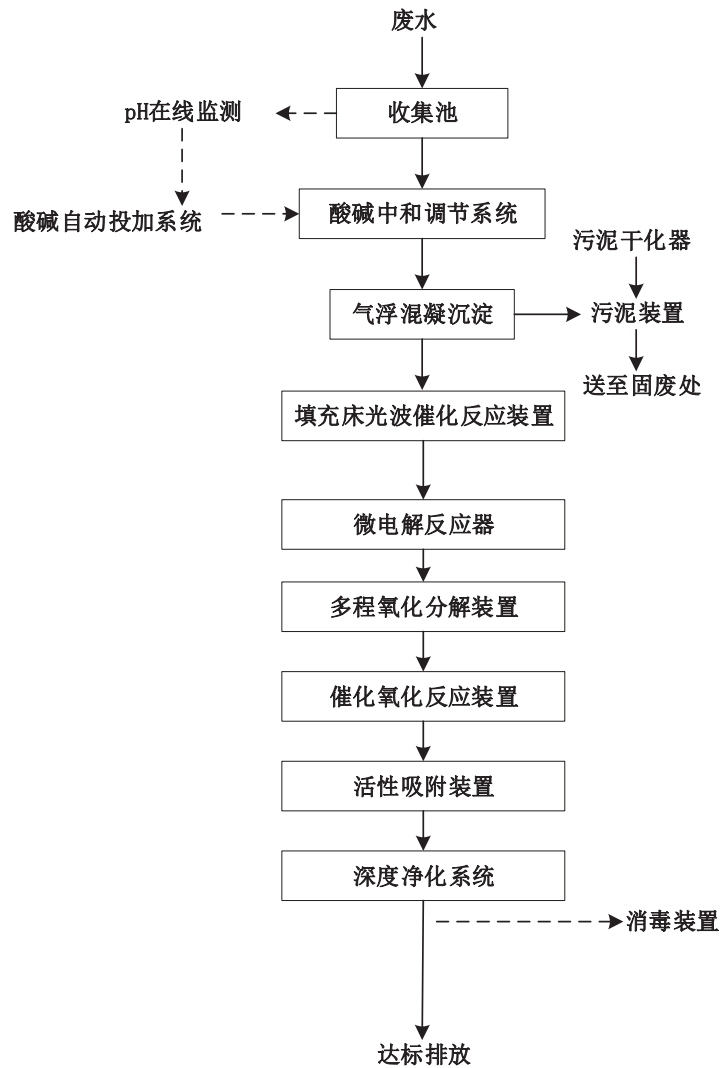 废水
pH在线监测
收集池
酸碱自动投加系统
酸碱中和调节系统
污泥干化器
气浮混凝沉淀
污泥装置
送至固废处
填充床光波催化反应装置
微电解反应器
多程氧化分解装置
催化氧化反应装置
活性吸附装置
深度净化系统
消毒装置
达标排放